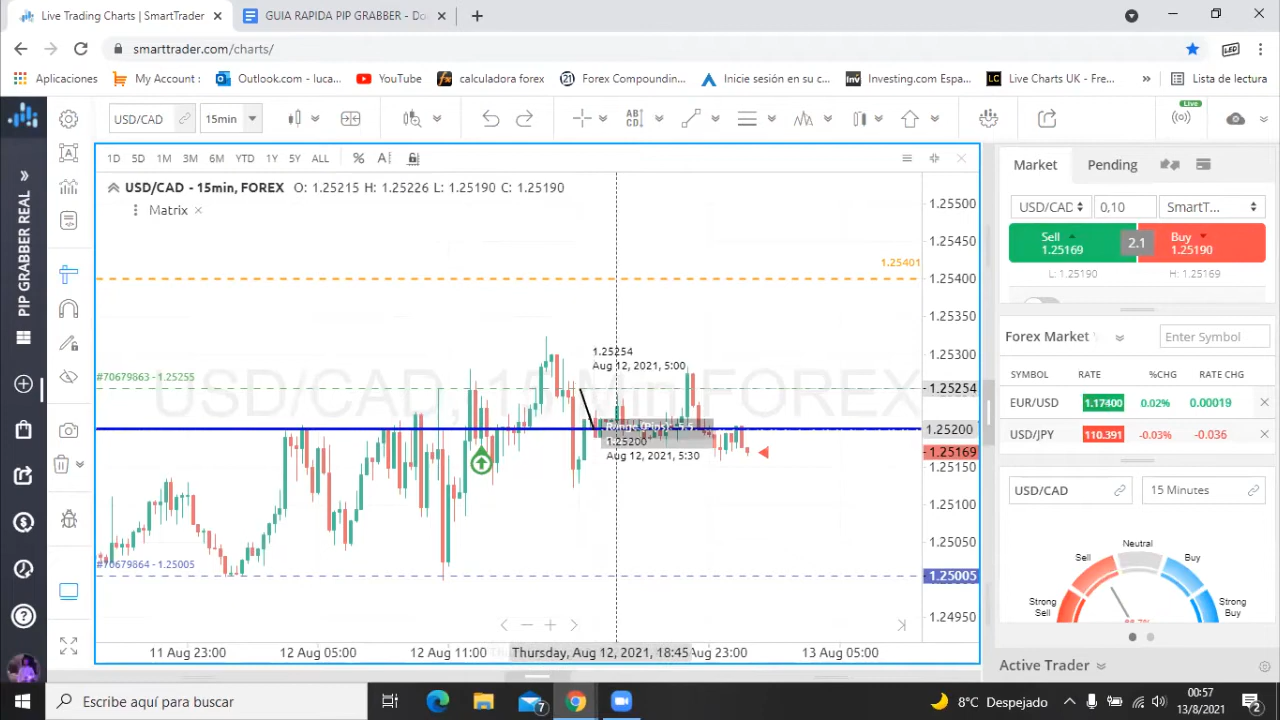 Live Trading Charts | SmartTrader
GUIA RAPIDA PIP GRABBER - Do
smarttrader.com/charts/
Aplicaciones
My Account :
Outlook.com - luca...
YouTube
calculadora forex
Forex Compoundin...
Inicie sesión en su c...
Investing.com Espa...
Live Charts UK - Fre...
Lista de lectura
USD/CAD
15min
Live
PIP GRABBER REAL
1D 5D 1M 3M 6M YTD 1Y 5Y ALL
USD/CAD - 15min, FOREX O: 1.25215 H: 1.25226 L: 1.25190 C: 1.25190
Matrix
USD/CAD - 15 min FOREX
1.25401
1.25254
Aug 12, 2021, 5:00
#70679863 - 1.25255
1.25200
Aug 12, 2021, 5:30
#70679864 - 1.25005
1.25500
1.25450
1.25400
1.25350
1.25300
1.25254
1.25200
1.25169
1.25150
1.25100
1.25050
1.25005
1.24950
11 Aug 23:00
12 Aug 05:00
12 Aug 11:00
Thursday, Aug 12, 2021, 18:45
Aug 23:00
13 Aug 05:00
Market
Pending
USD/CAD
0,10
SmartT...
Sell
1.25169
2.1
Buy
1.25190
L: 1.25190
H: 1.25169
Forex Market
Enter Symbol
SYMBOL RATE %CHG RATE CHG
EUR/USD 1.17400 0.02% 0.00019
USD/JPY 110.391 -0.03% -0.036
USD/CAD
15 Minutes
Neutral
Sell
Buy
Strong
Sell
Strong
Buy
Active Trader
Escribe aquí para buscar
7
8°C Despejado
00:57
13/8/2021
2